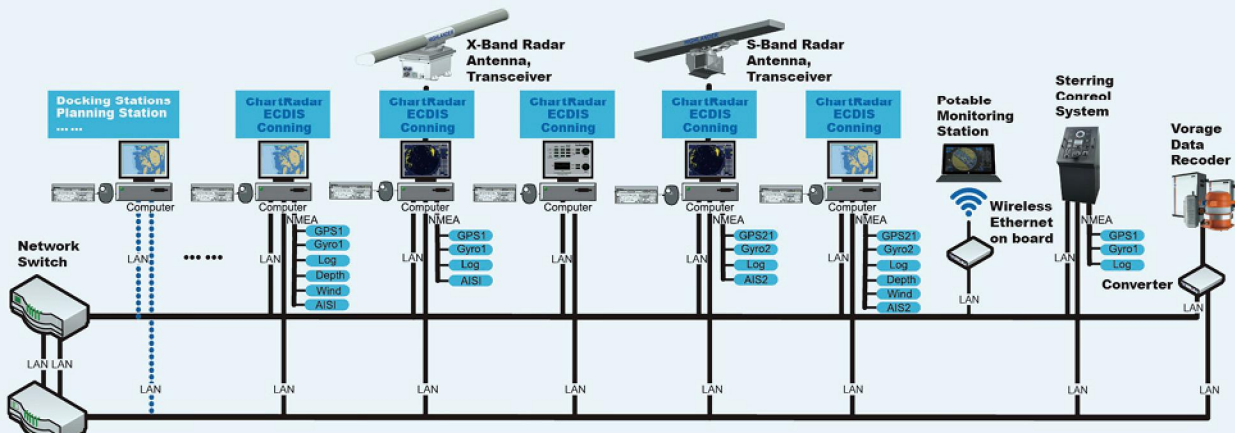 X-Band Radar
Antenna,
Transceiver
S-Band Radar
Antenna,
Transceiver
Docking Stations
Planning Station
... ...
ChartRadar
ECDIS
Conning
ChartRadar
ECDIS
Conning
ChartRadar
ECDIS
Conning
ChartRadar
ECDIS
Conning
ChartRadar
ECDIS
Conning
Potable
Monitoring
Station
Sterring
Conreol
System
Vorage
Data
Recoder
Computer
Computer
Computer
Computer
Computer
Computer
Wireless
Ethernet
on board
Network
Switch
LAN
... ...
LAN
NMEA
GPS1
Gyro1
Log
Depth
Wind
AISI
LAN
NMEA
GPS1
Gyro1
Log
AISI
LAN
LAN
NMEA
GPS21
Gyro2
Log
AIS2
LAN
NMEA
GPS21
Gyro2
Log
Depth
Wind
AIS2
LAN
LAN
NMEA
GPS1
Gyro1
Log
Converter
LAN
LAN
LAN
LAN
LAN
LAN
LAN
LAN
LAN
LAN
LAN